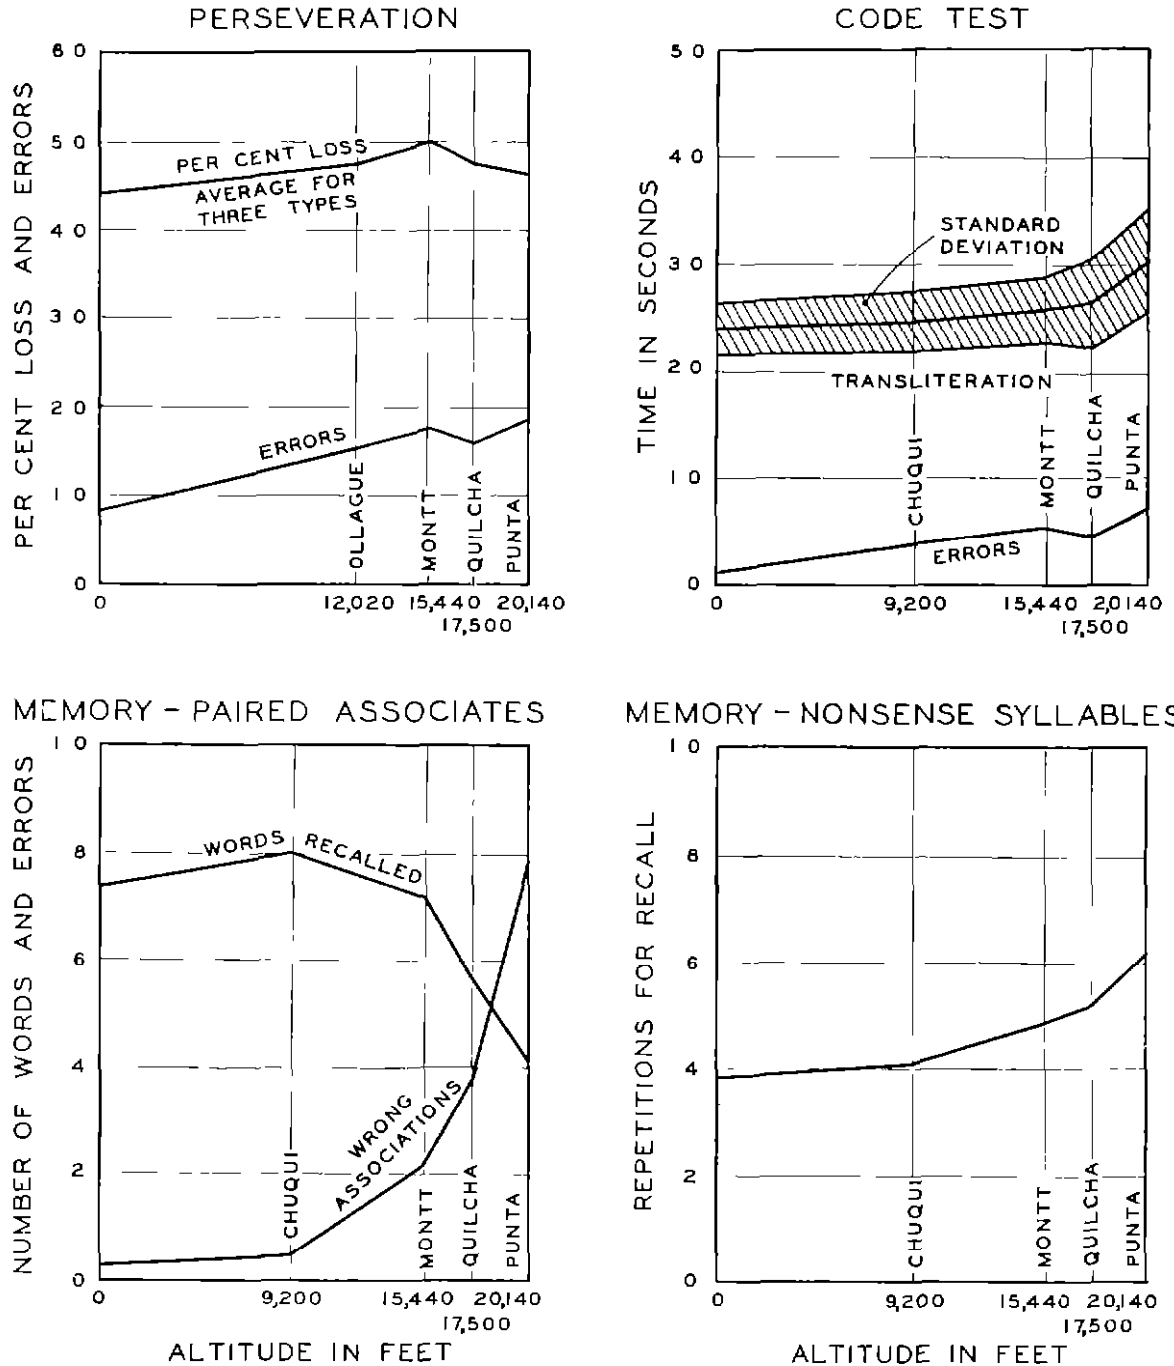 PERSEVERATION
PER CENT LOSS AND ERRORS
60
50
40
30
20
10
0
PER CENT LOSS
AVERAGE FOR
THREE TYPES
ERRORS
OLLAGUE
MONTT
QUILCHA
PUNTA
0 12,020 15,440 20,140
17,500
CODE TEST
TIME IN SECONDS
50
40
30
20
10
0
STANDARD
DEVIATION
TRANSLITERATION
ERRORS
CHUQUI
MONTT
QUILCHA
PUNTA
0 9,200 15,440 2,0140
17,500
MEMORY - PAIRED ASSOCIATES
NUMBER OF WORDS AND ERRORS
10
8
6
4
2
0
WORDS RECALLED
WRONG
ASSOCIATIONS
CHUQUI
MONTT
QUILCHA
PUNTA
0 9,200 15,440 20,140
17,500
ALTITUDE IN FEET
MEMORY - NONSENSE SYLLABLES
REPETITIONS FOR RECALL
10
8
6
4
2
0
CHUQUI
MONTT
QUILCHA
PUNTA
0 9,200 15,440 20,140
17,500
ALTITUDE IN FEET